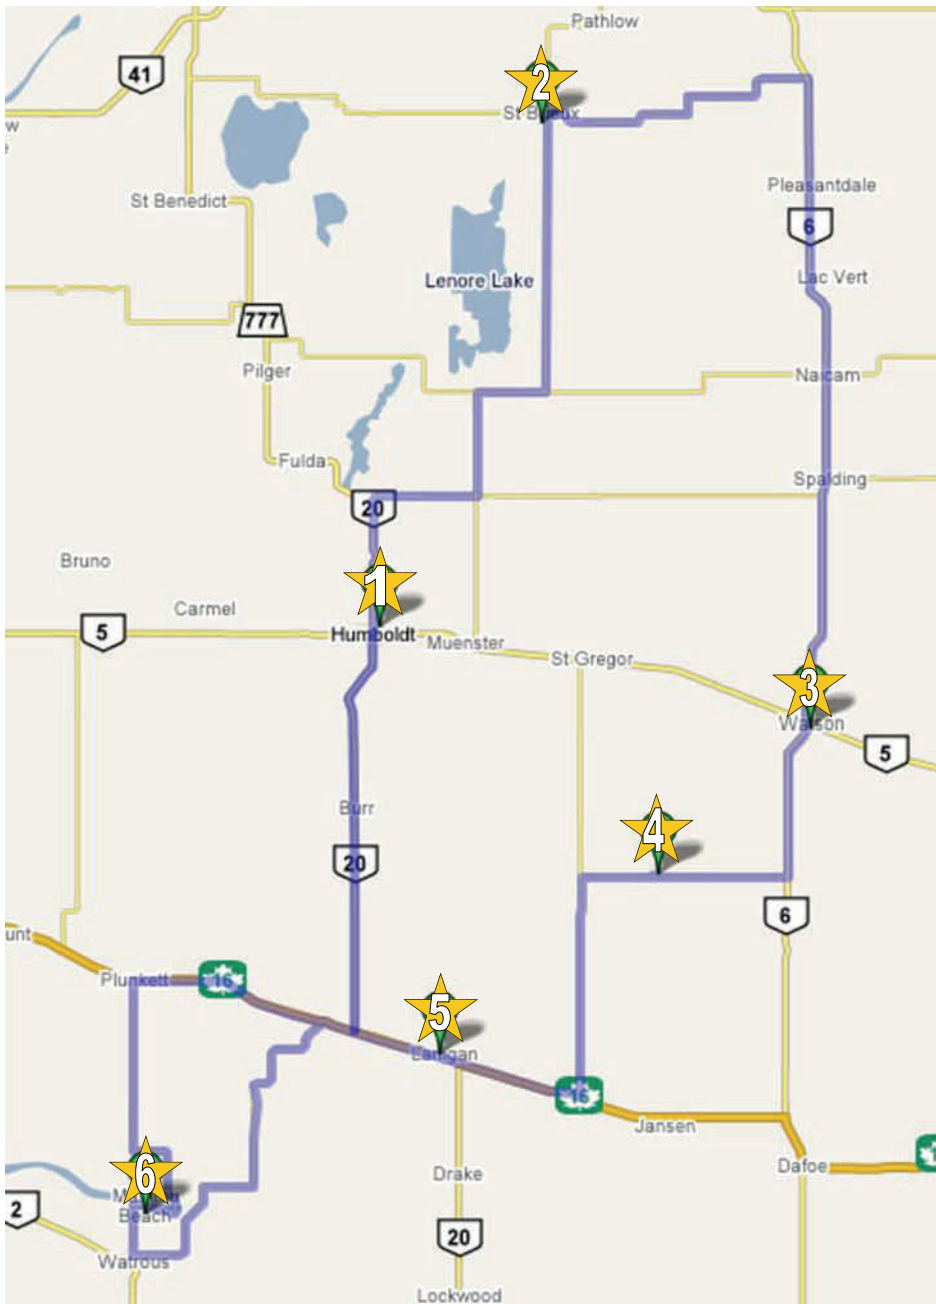 Pathlow
41
2
St B
ux
w
St Benedict
Pleasantdale
6
Lenore Lake
Lac Vert
777
Pilger
Naicam
Fulda
Spalding
20
Bruno
1
Carmel
5
Humboldt
Muenster
St Gregor
3
Watson
5
Burr
4
20
6
unt
Plunkett
16
5
Lanigan
16
Jansen
Drake
Dafoe
6
2
Beach
20
Watrous
Lockwood